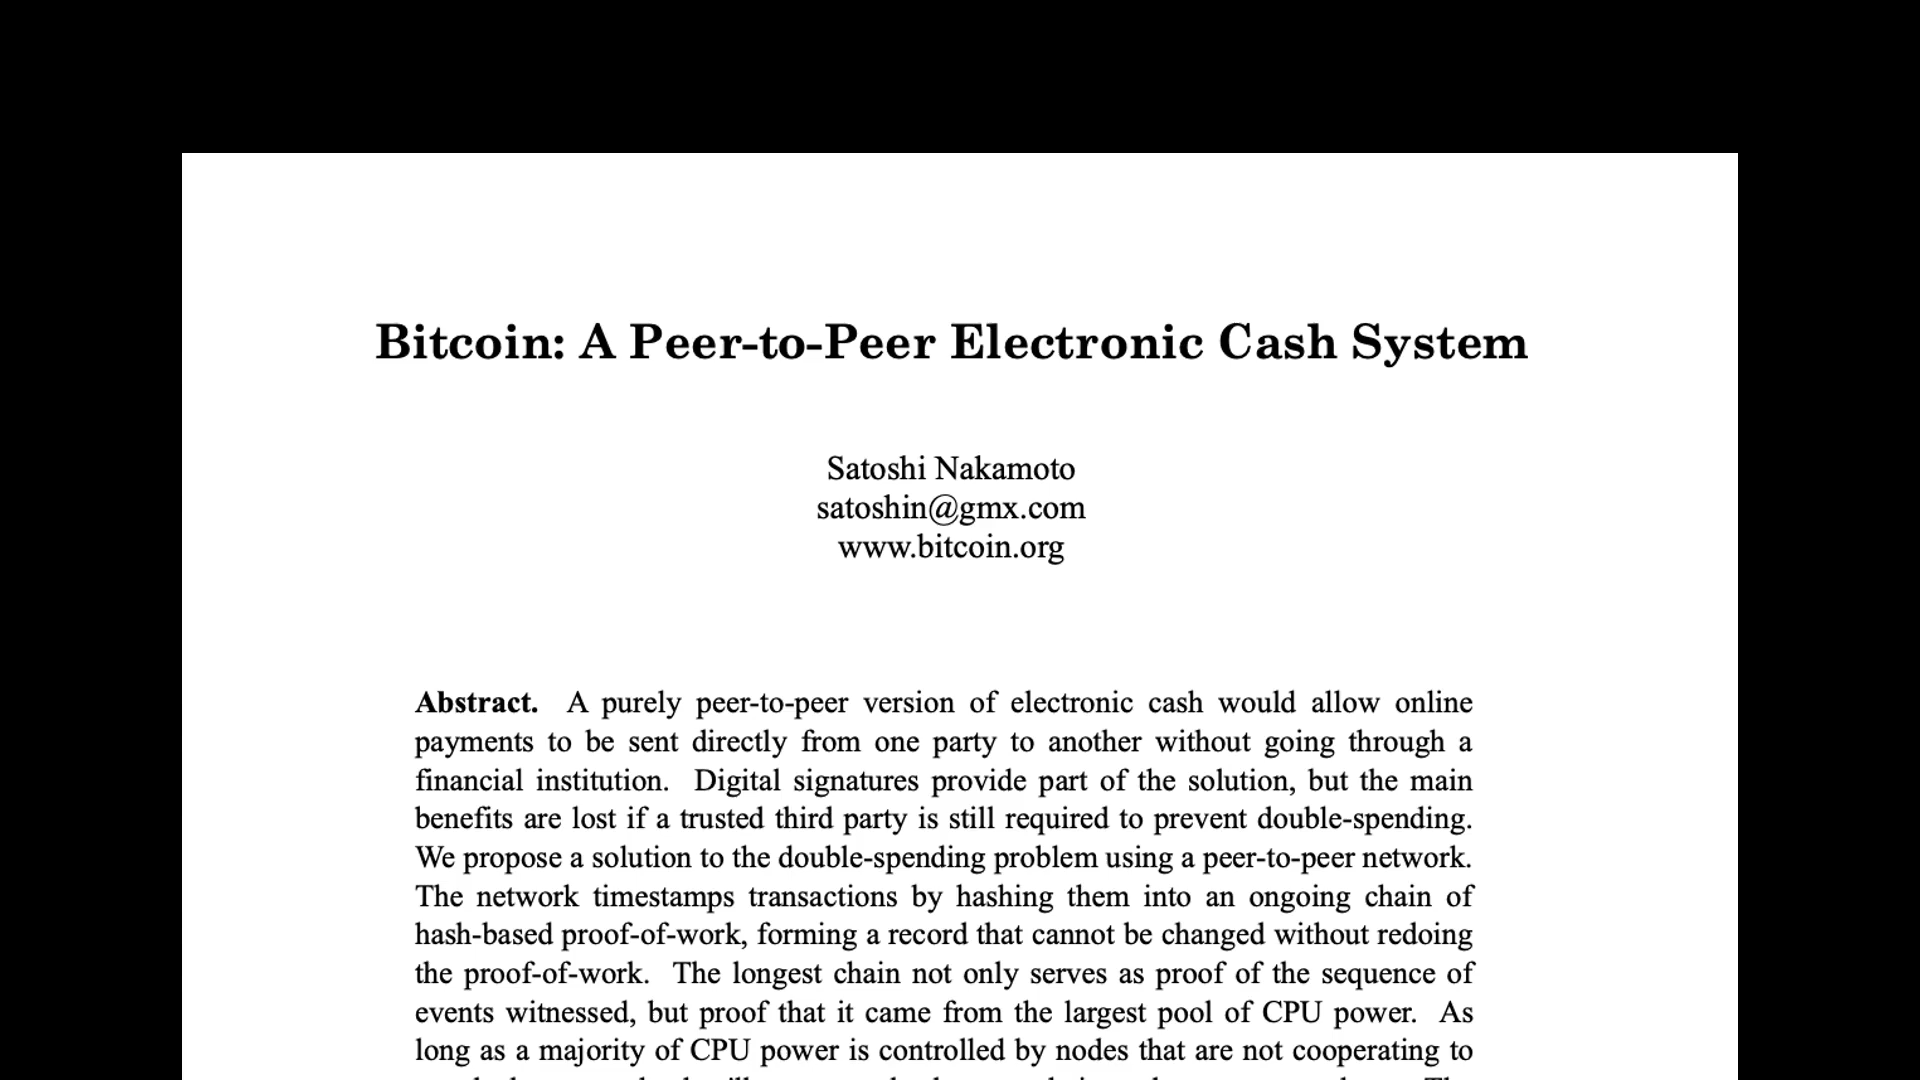 Bitcoin: A Peer-to-Peer Electronic Cash System
Satoshi Nakamoto
satoshin@gmx.com
www.bitcoin.org
Abstract. A purely peer-to-peer version of electronic cash would allow online
payments to be sent directly from one party to another without going through a
financial institution. Digital signatures provide part of the solution, but the main
benefits are lost if a trusted third party is still required to prevent double-spending.
We propose a solution to the double-spending problem using a peer-to-peer network.
The network timestamps transactions by hashing them into an ongoing chain of
hash-based proof-of-work, forming a record that cannot be changed without redoing
the proof-of-work. The longest chain not only serves as proof of the sequence of
events witnessed, but proof that it came from the largest pool of CPU power. As
long as a majority of CPU power is controlled by nodes that are not cooperating to